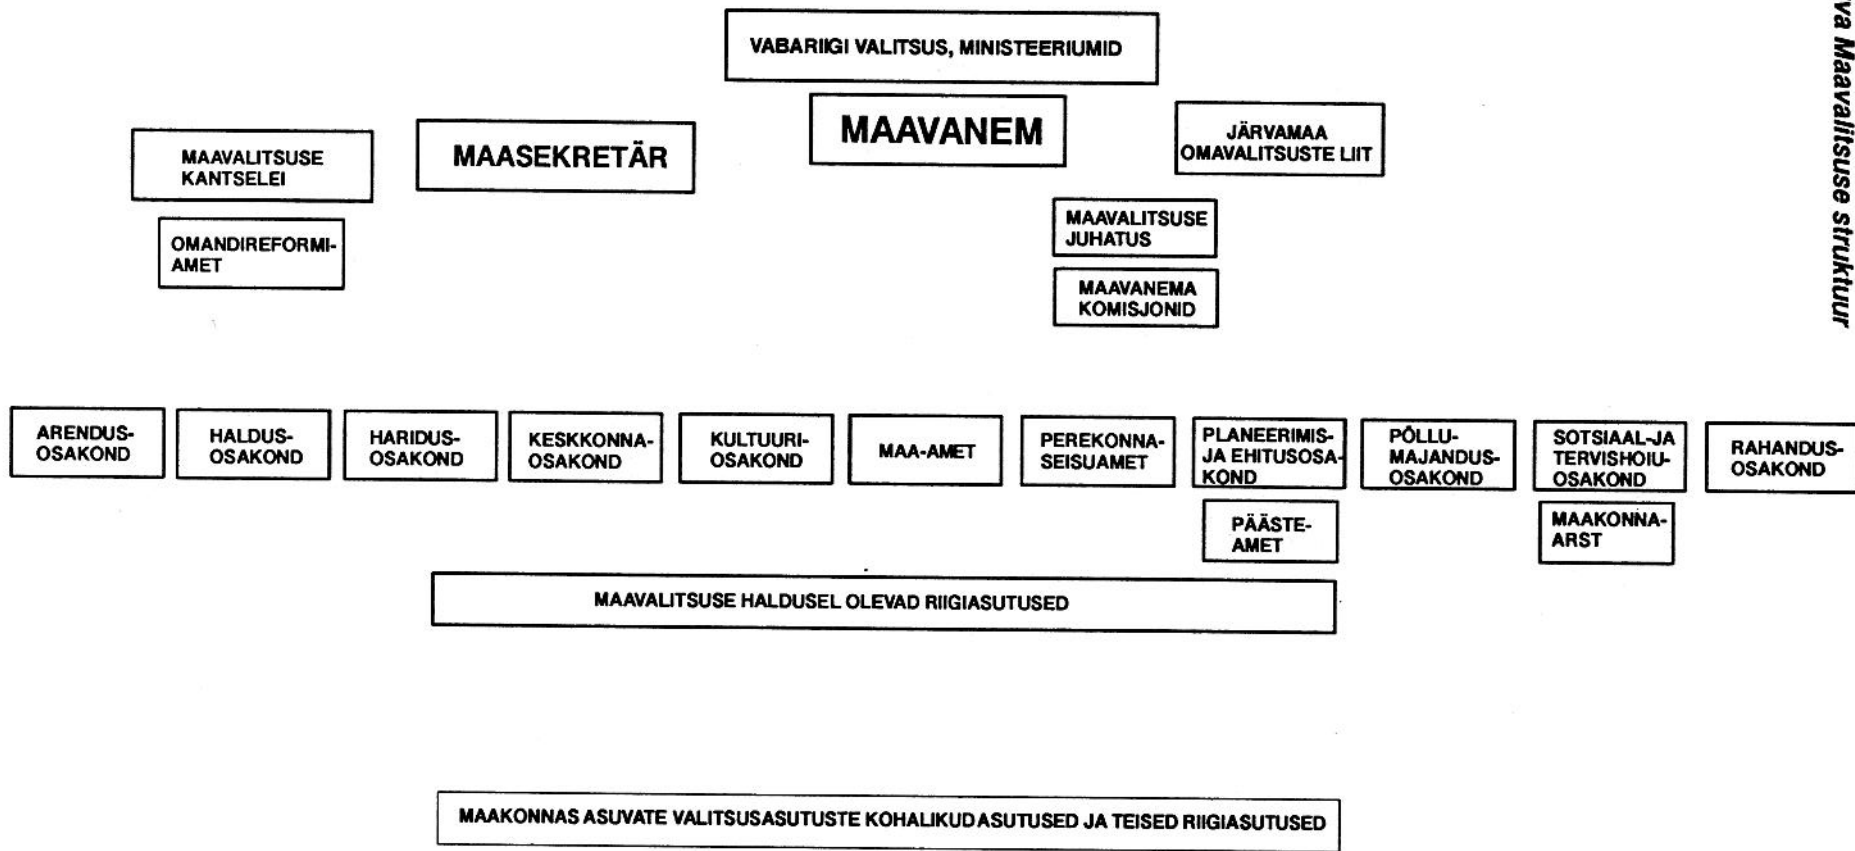 va Maavalitsuse struktuur
VABARIIGI VALITSUS, MINISTEERIUMID
MAAVANEM
MAASEKRETÄR
MAAVALITSUSE
KANTSELEI
OMANDIREFORMI-
AMET
JÄRVAMAA
OMAVALITSUSTE LIIT
MAAVALITSUSE
JUHATUS
MAAVANEMA
KOMISJONID
ARENDUS-
OSAKOND
HALDUS-
OSAKOND
HARIDUS-
OSAKOND
KESKKONNA-
OSAKOND
KULTUURI-
OSAKOND
MAA-AMET
PEREKONNA-
SEISUAMET
PLANEERIMIS-
JA EHITUSOSA-
KOND
PÕLLU-
MAJANDUS-
OSAKOND
SOTSIAAL-JA
TERVISHOIU-
OSAKOND
RAHANDUS-
OSAKOND
PÄÄSTE-
AMET
MAAKONNA-
ARST
MAAVALITSUSE HALDUSEL OLEVAD RIIGIASUTUSED
MAAKONNAS ASUVATE VALITSUSASUTUSTE KOHALIKUD ASUTUSED JA TEISED RIIGIASUTUSED